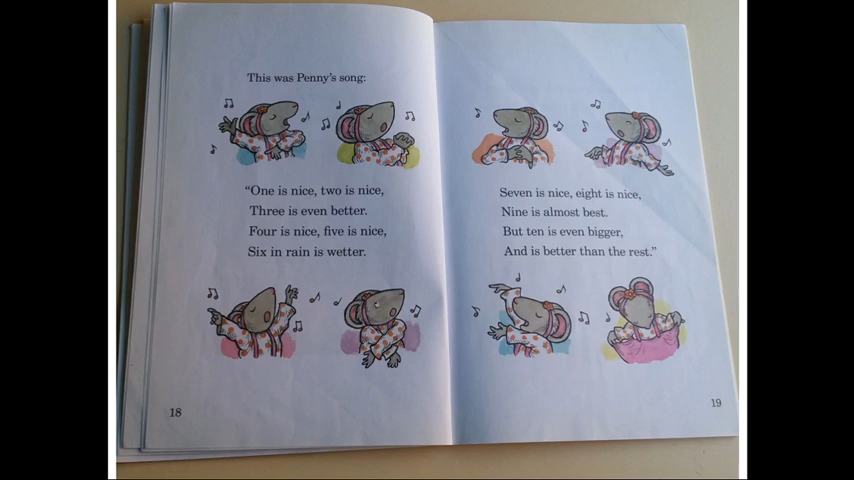 This was Penny's song:
"One is nice, two is nice,
Three is even better.
Four is nice, five is nice,
Six in rain is wetter.
18
Seven is nice, eight is nice,
Nine is almost best.
But ten is even bigger,
And is better than the rest."
19